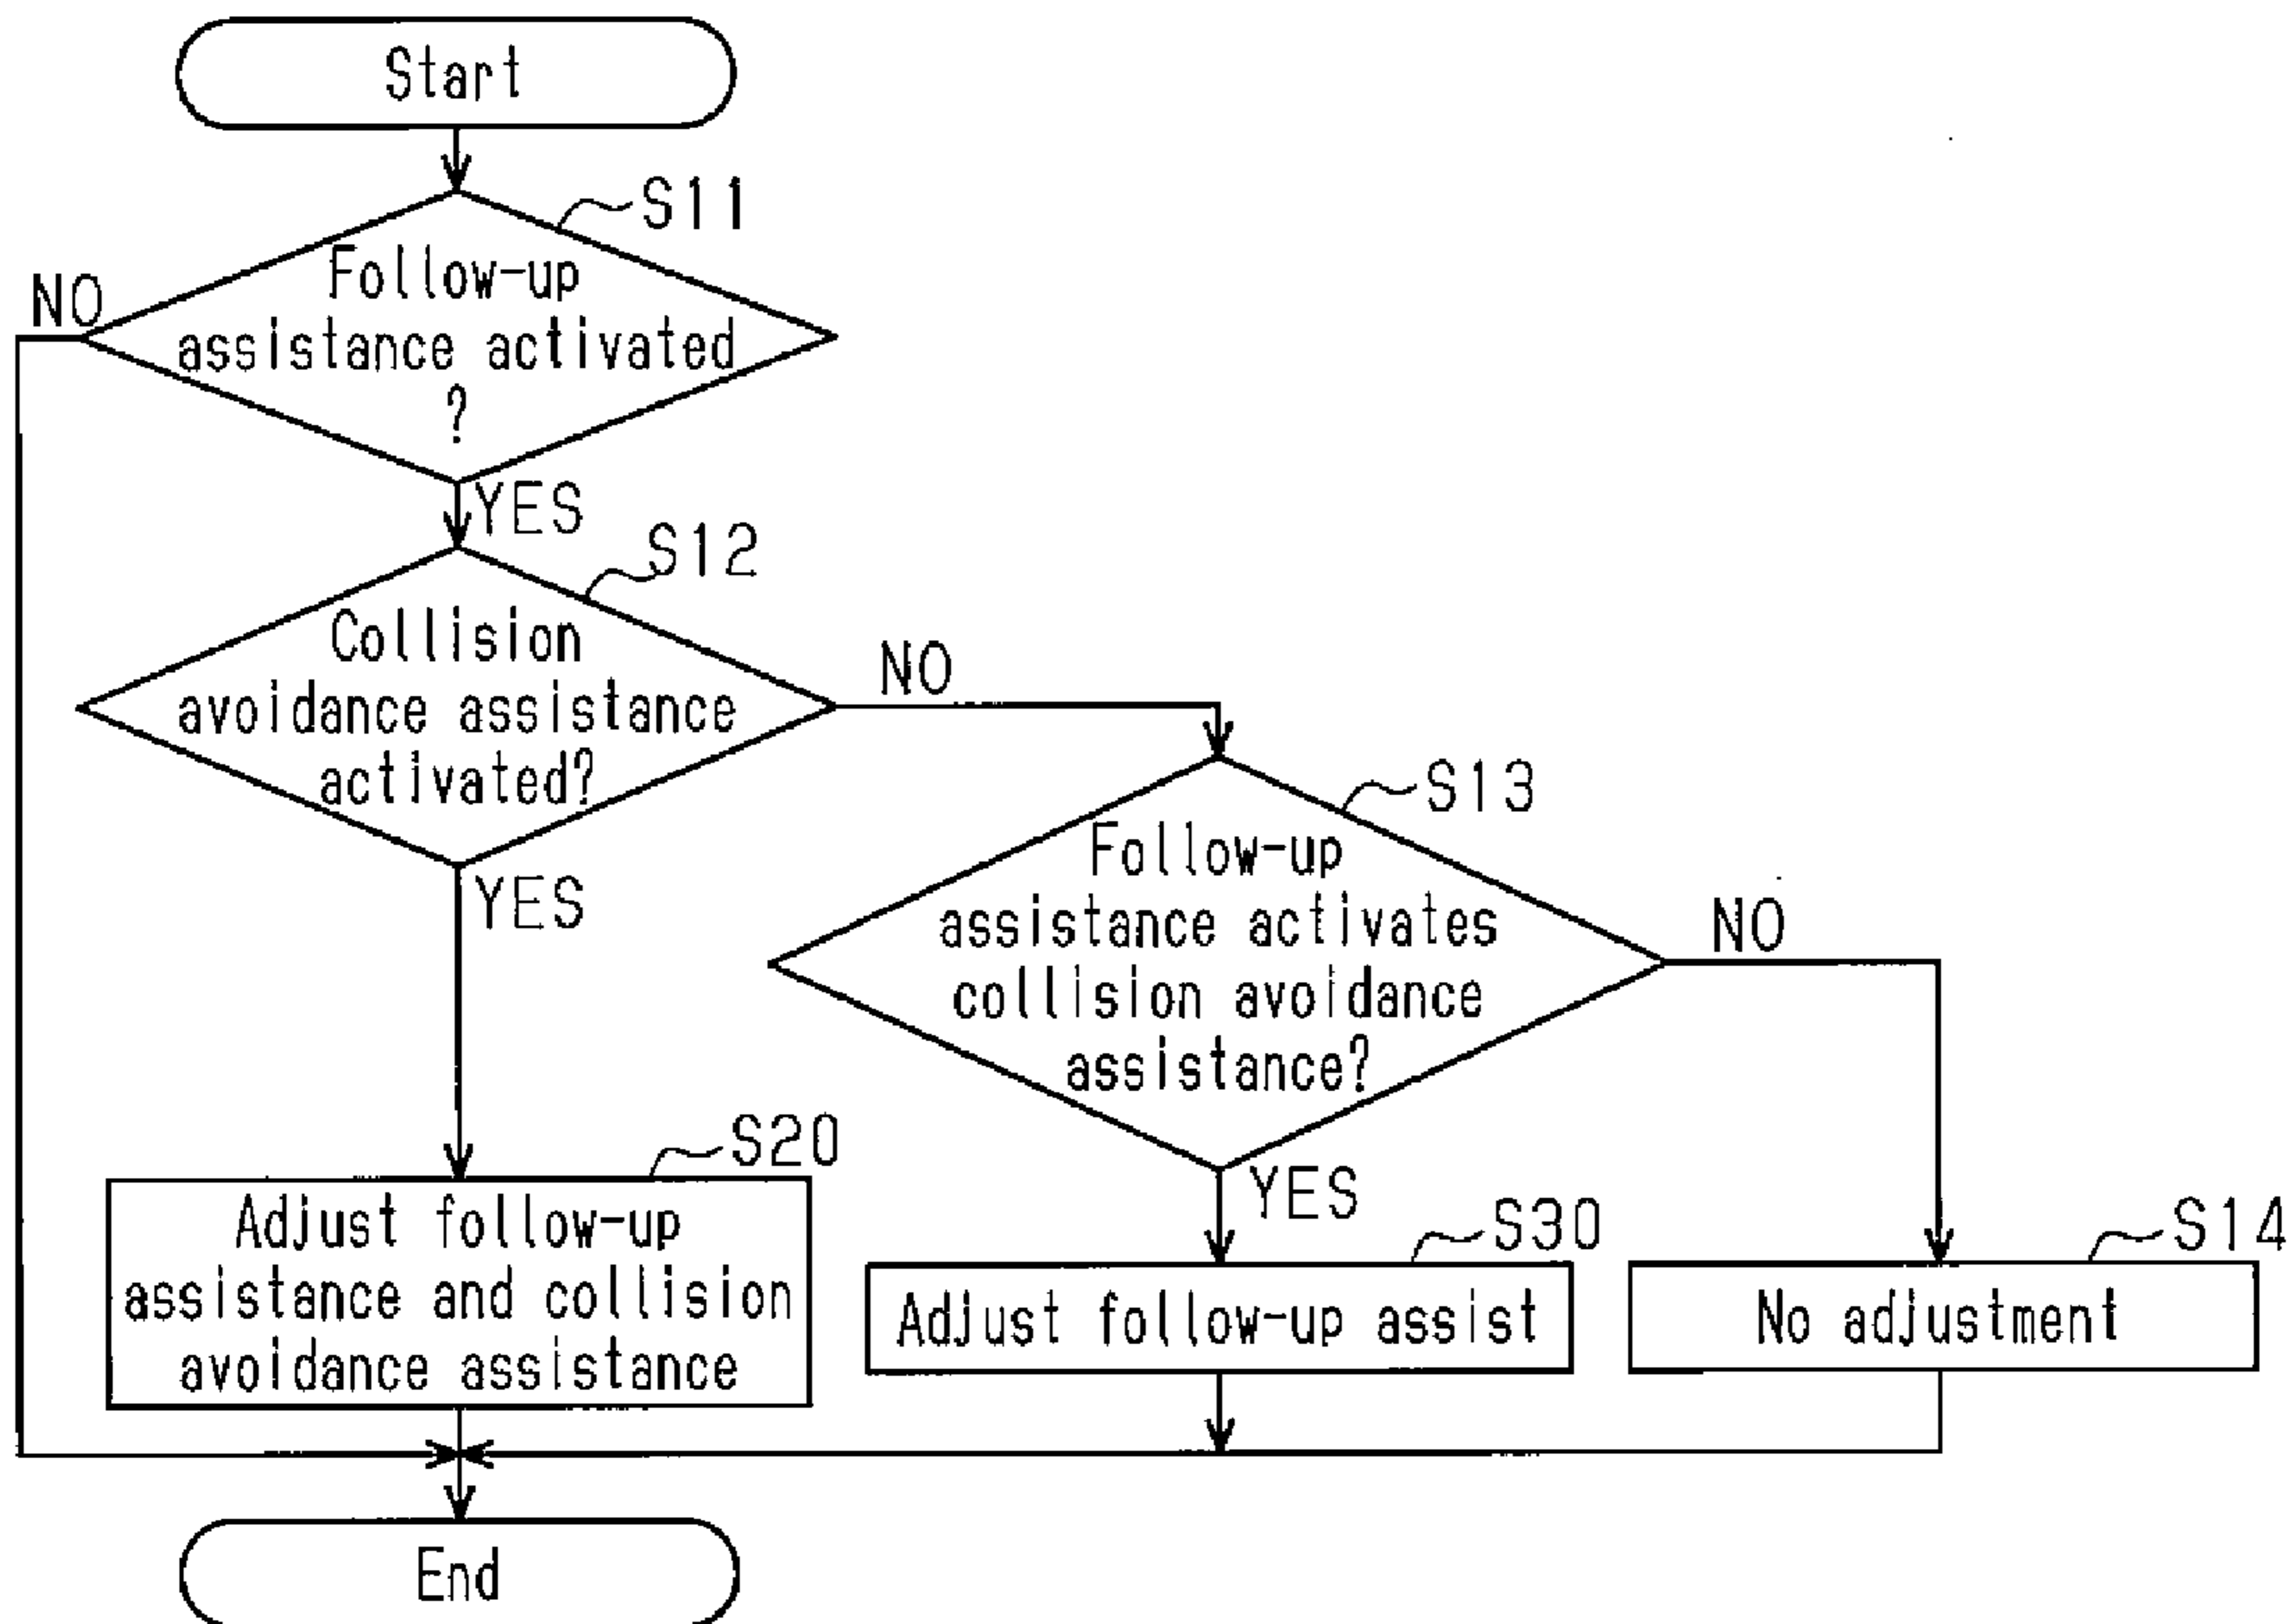 Start
S11
Follow-up
assistance activated
?
NO
YES
S12
Collision
avoidance assistance
activated?
NO
YES
S13
Follow-up
assistance activates
collision avoidance
assistance?
NO
YES
S20
Adjust follow-up
assistance and collision
avoidance assistance
S30
Adjust follow-up assist
S14
No adjustment
End